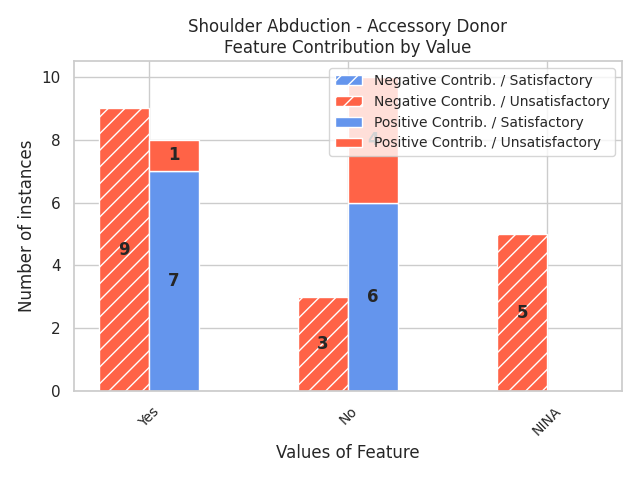 Shoulder Abduction - Accessory Donor
Feature Contribution by Value
Negative Contrib. / Satisfactory
Negative Contrib. / Unsatisfactory
Positive Contrib. / Satisfactory
Positive Contrib. / Unsatisfactory
Number of instances
10
8
6
4
2
0
9
1
7
4
6
3
5
Yes
No
NINA
Values of Feature